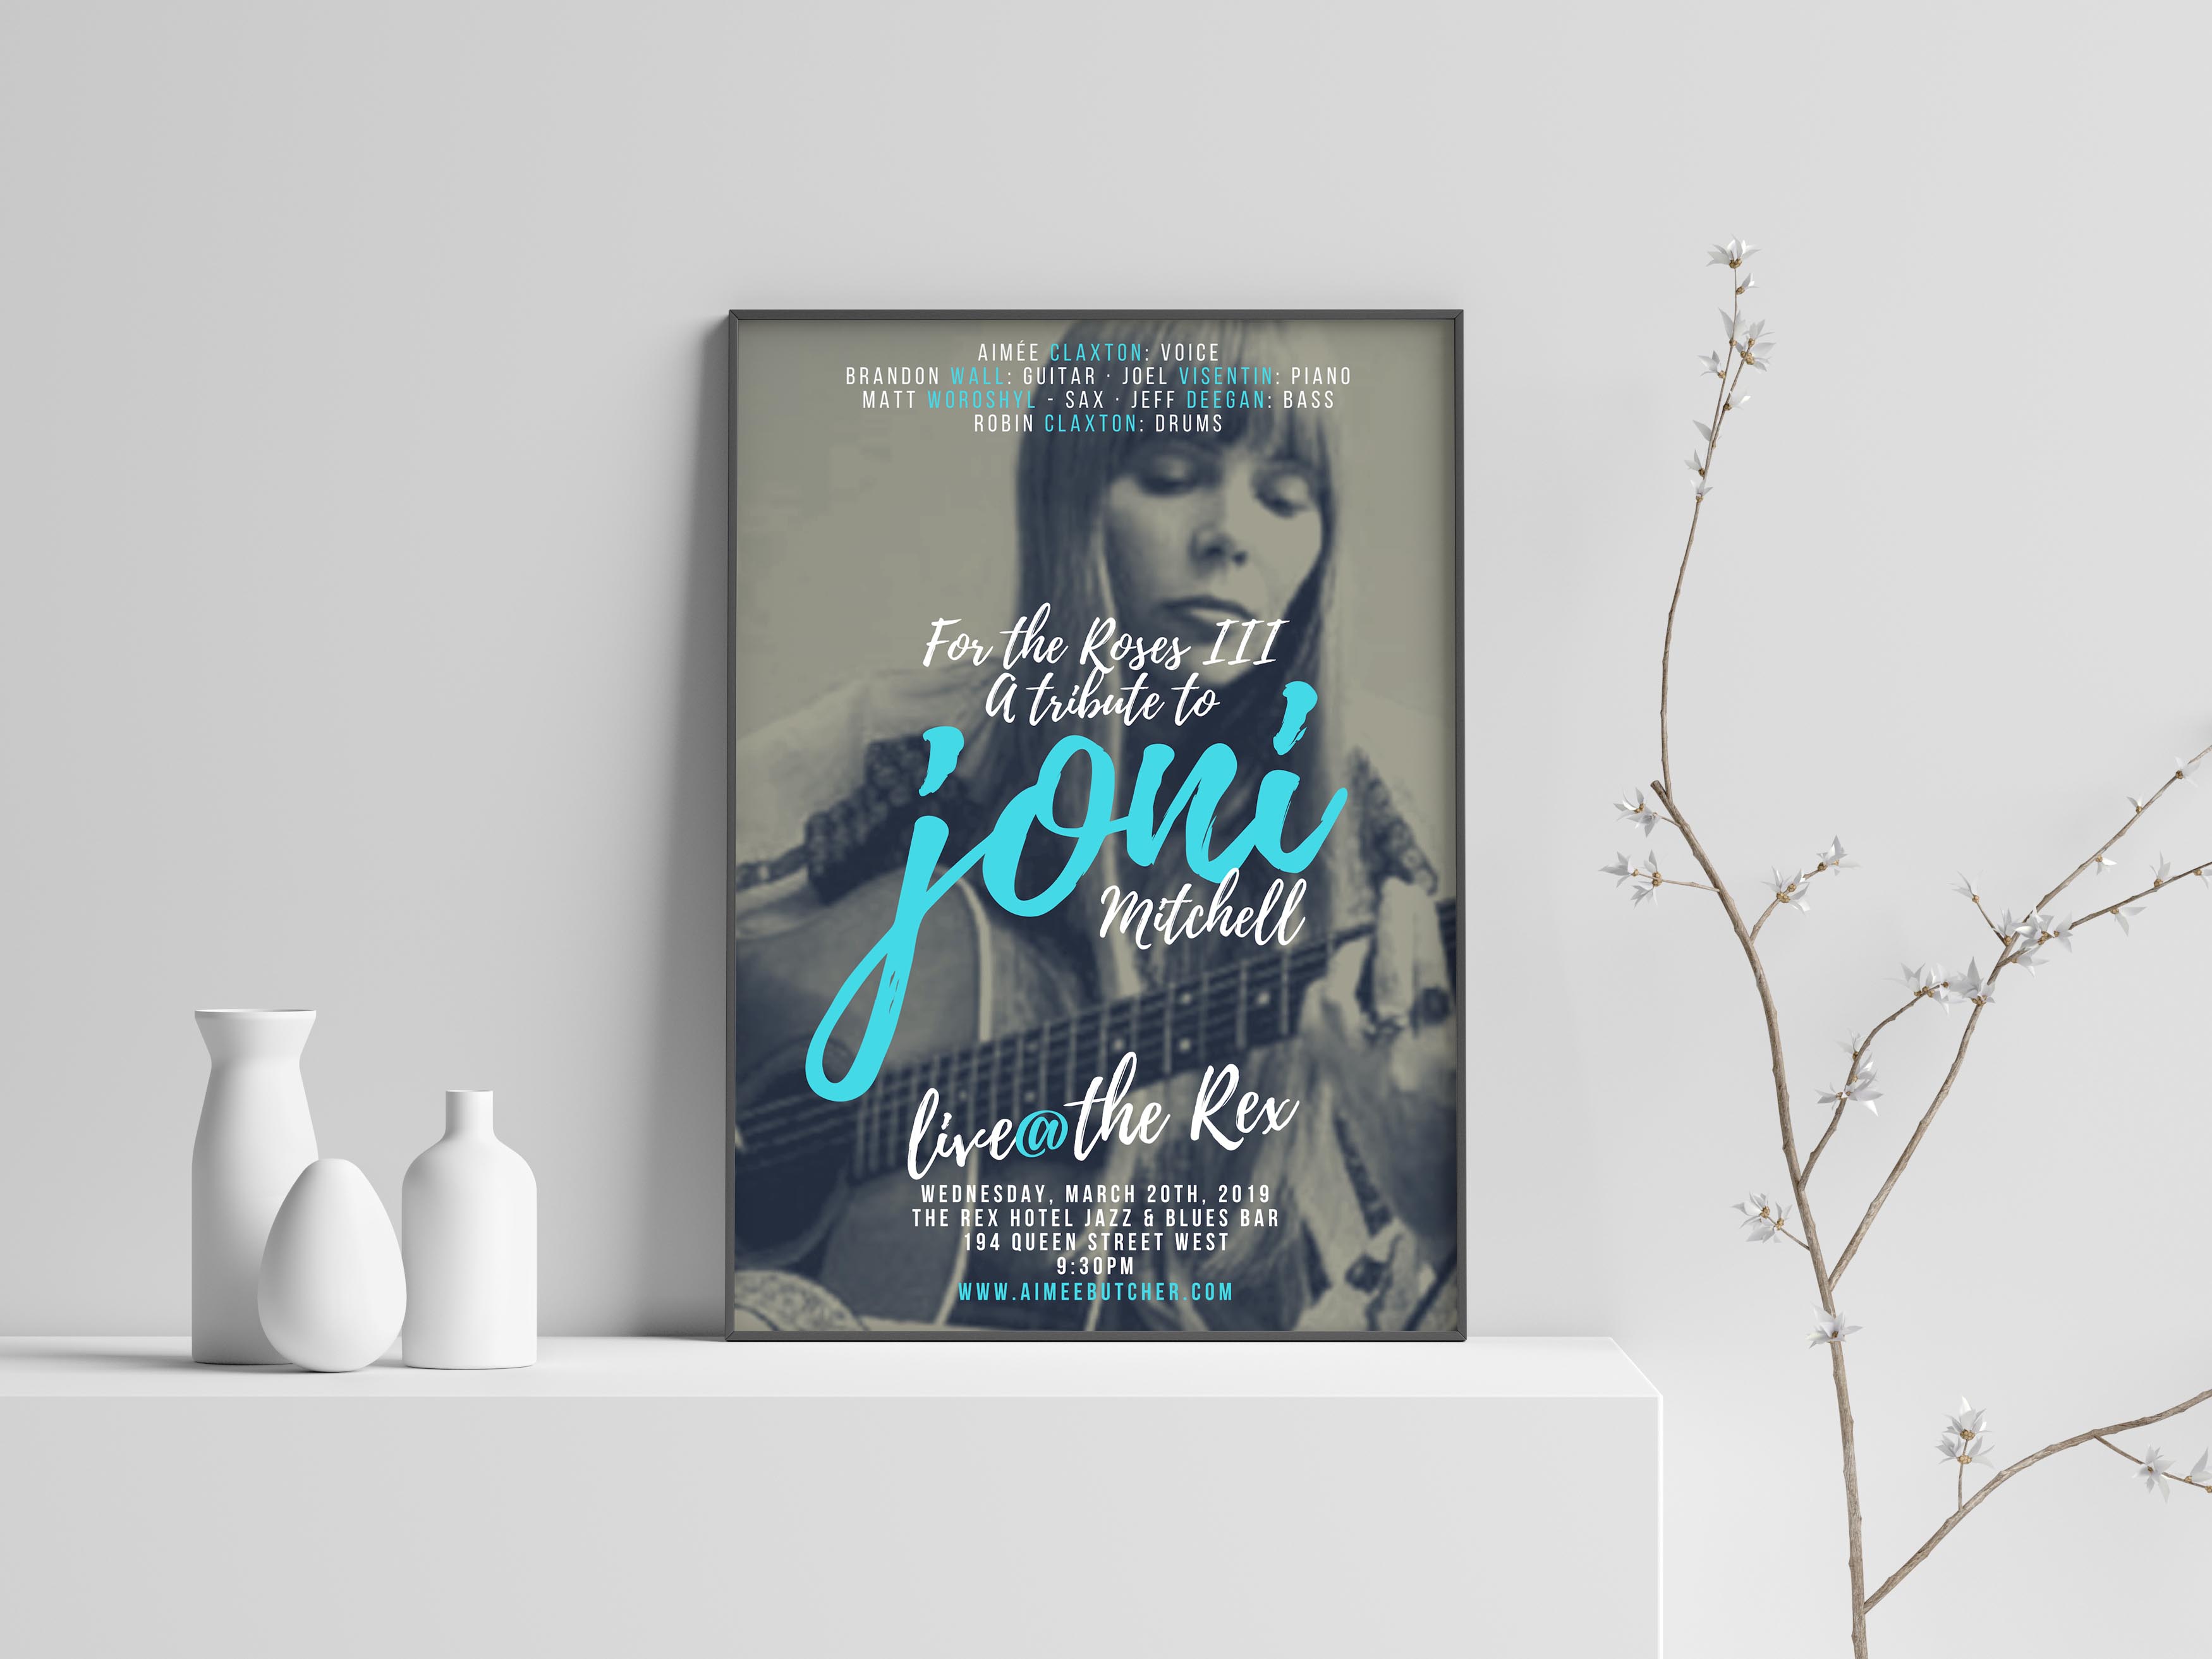 AIMÉE CLAXTON: VOICE
BRANDON WALL: GUITAR · JOEL VISENTIN: PIANO
MATT WOROSHYL - SAX · JEFF DEEGAN: BASS
ROBIN CLAXTON: DRUMS
For the Roses III
A tribute to
joni
Mitchell
live@the Rex
WEDNESDAY, MARCH 20TH, 2019
THE REX HOTEL JAZZ & BLUES BAR
194 QUEEN STREET WEST
9:30PM
WWW.AIMEEBUTCHER.COM